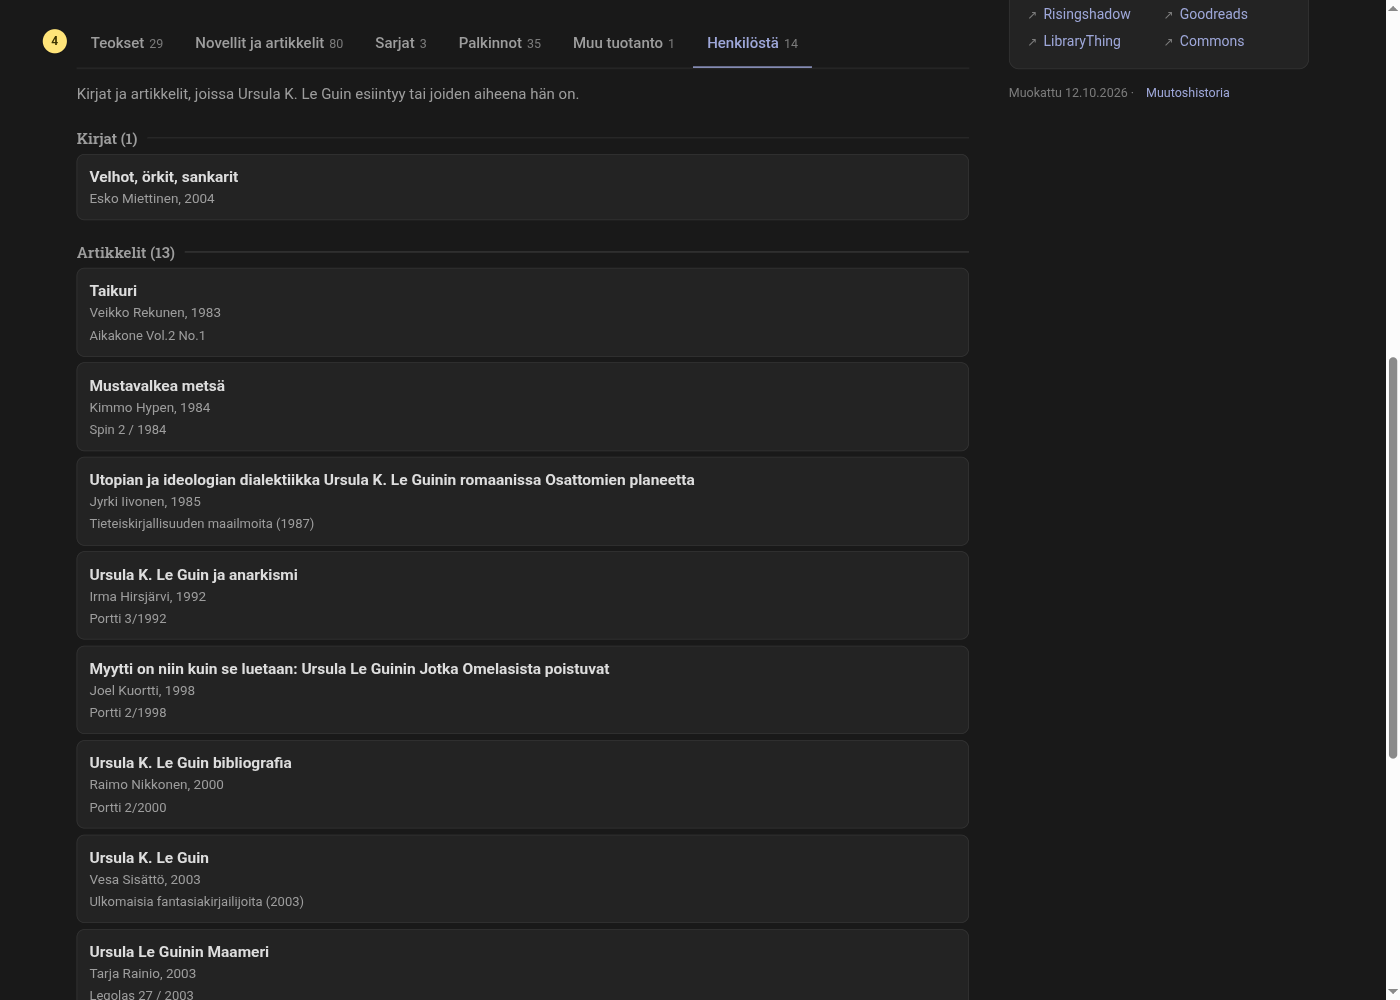 4
Teokset 29 Novellit ja artikkelit 80 Sarjat 3 Palkinnot 35 Muu tuotanto 1 Henkilöstä 14
Kirjat ja artikkelit, joissa Ursula K. Le Guin esiintyy tai joiden aiheena hän on.
Kirjat (1)
Velhot, örkit, sankarit
Esko Miettinen, 2004
Artikkelit (13)
Taikuri
Veikko Rekunen, 1983
Aikakone Vol.2 No.1
Mustavalkea metsä
Kimmo Hypen, 1984
Spin 2 / 1984
Utopian ja ideologian dialektiikka Ursula K. Le Guinin romaanissa Osattomien planeetta
Jyrki Iivonen, 1985
Tieteiskirjallisuuden maailmoita (1987)
Ursula K. Le Guin ja anarkismi
Irma Hirsjärvi, 1992
Portti 3/1992
Myytti on niin kuin se luetaan: Ursula Le Guinin Jotka Omelasista poistuvat
Joel Kuortti, 1998
Portti 2/1998
Ursula K. Le Guin bibliografia
Raimo Nikkonen, 2000
Portti 2/2000
Ursula K. Le Guin
Vesa Sisättö, 2003
Ulkomaisia fantasiakirjailijoita (2003)
Ursula Le Guinin Maameri
Tarja Rainio, 2003
Legolas 27 / 2003
↗ Risingshadow ↗ Goodreads
↗ LibraryThing ↗ Commons
Muokattu 12.10.2026 · Muutoshistoria